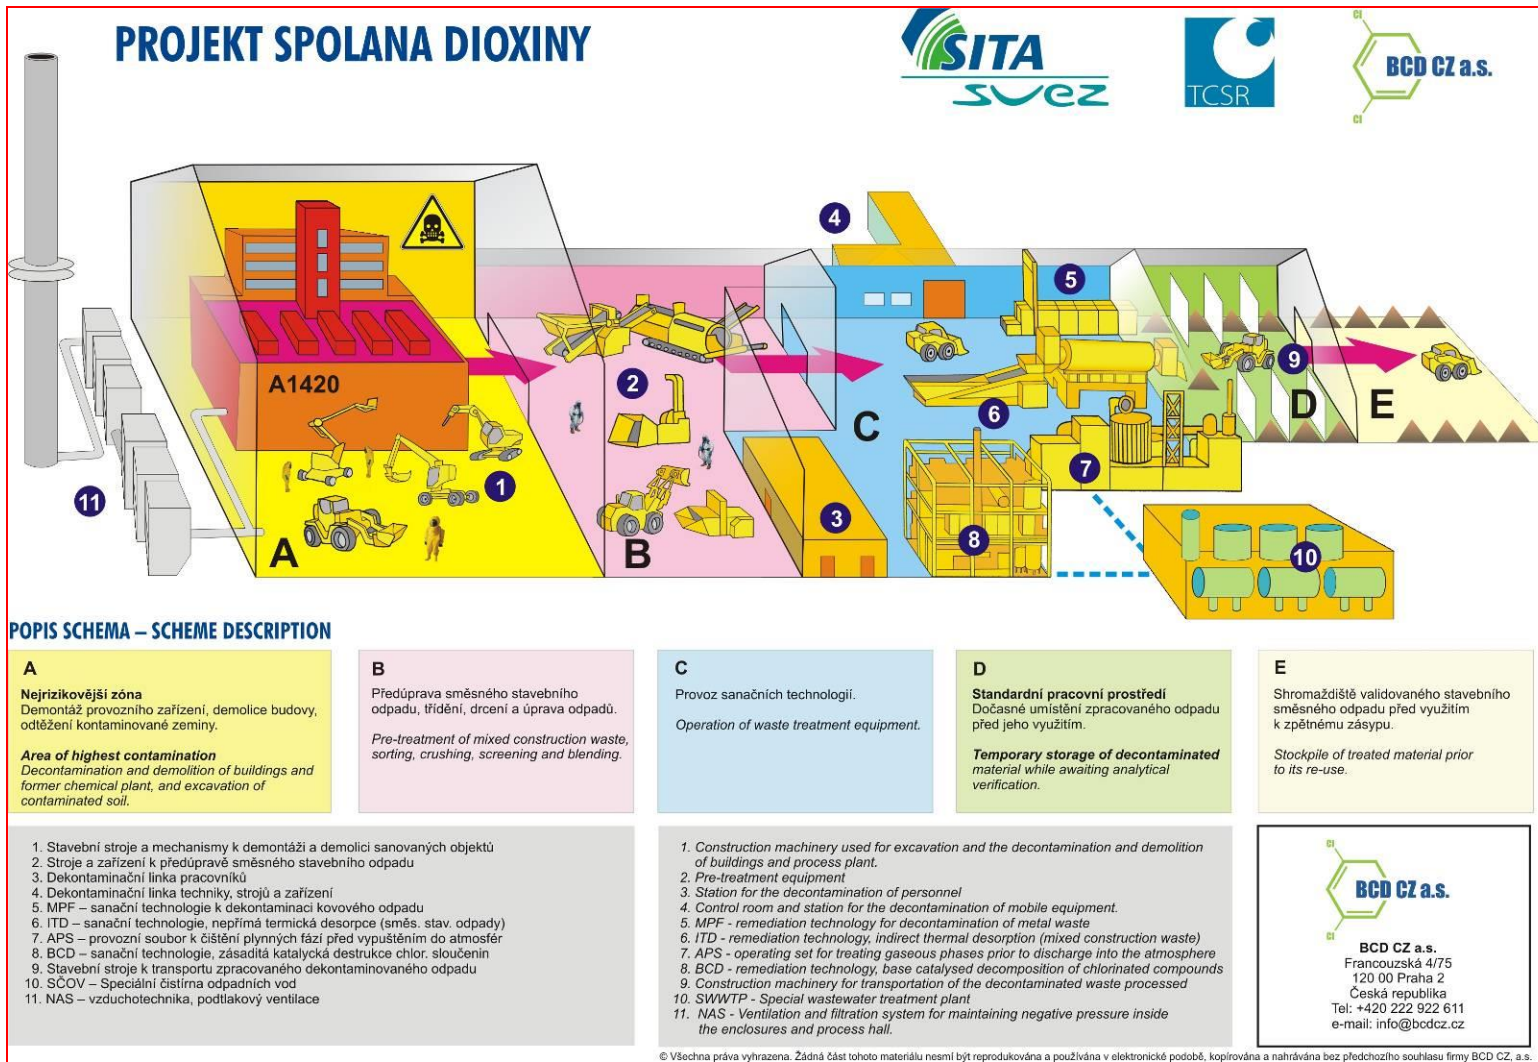 PROJEKT SPOLANA DIOXINY
SITA
suez
TCSR
Cl
BCD CZ a.s.
Cl
4
5
A1420
2
9
6
C
D
E
7
11
1
3
8
10
A
B
POPIS SCHEMA – SCHEME DESCRIPTION
A
Nejrizikovější zóna
Demontáž provozního zařízení, demolice budovy,
odtěžení kontaminované zeminy.
Area of highest contamination
Decontamination and demolition of buildings and
former chemical plant, and excavation of
contaminated soil.
B
Předúprava směsného stavebního
odpadu, třídění, drcení a úprava odpadů.
Pre-treatment of mixed construction waste,
sorting, crushing, screening and blending.
C
Provoz sanačních technologií.
Operation of waste treatment equipment.
D
Standardní pracovní prostředí
Dočasné umístění zpracovaného odpadu
před jeho využitím.
Temporary storage of decontaminated
material while awaiting analytical
verification.
E
Shromaždiště validovaného stavebního
směsného odpadu před využitím
k zpětnému zásypu.
Stockpile of treated material prior
to its re-use.
1. Stavební stroje a mechanismy k demontáži a demolici sanovaných objektů
2. Stroje a zařízení k předúpravě směsného stavebního odpadu
3. Dekontaminační linka pracovníků
4. Dekontaminační linka techniky, strojů a zařízení
5. MPF – sanační technologie k dekontaminaci kovového odpadu
6. ITD – sanační technologie, nepřímá termická desorpce (směs. stav. odpady)
7. APS – provozní soubor k čištění plynných fází před vypuštěním do atmosfér
8. BCD – sanační technologie, zásaditá katalycká destrukce chlor. sloučenin
9. Stavební stroje k transportu zpracovaného dekontaminovaného odpadu
10. SČOV – Speciální čistírna odpadních vod
11. NAS – vzduchotechnika, podtlakový ventilace
1. Construction machinery used for excavation and the decontamination and demolition
of buildings and process plant.
2. Pre-treatment equipment
3. Station for the decontamination of personnel
4. Control room and station for the decontamination of mobile equipment.
5. MPF - remediation technology for decontamination of metal waste
6. ITD - remediation technology, indirect thermal desorption (mixed construction waste)
7. APS - operating set for treating gaseous phases prior to discharge into the atmosphere
8. BCD - remediation technology, base catalysed decomposition of chlorinated compounds
9. Construction for transportation of the decontaminated waste processed
10. SWWTP - Special wastewater treatment plant
11. NAS - Ventilation and filtration system for maintaining negative pressure inside
the enclosures and process hall.
Cl
BCD CZ a.s.
Cl
BCD CZ a.s.
Francouzská 4/75
120 00 Praha 2
Česká republika
Tel: +420 222 922 611
e-mail: info@bcdcz.cz
© Všechna práva vyhrazena. Žádná část tohoto materiálu nesmí být reprodukována a používána v elektronické podobě, kopírována a nahrávána bez předchozího souhlasu firmy BCD CZ, a.s.